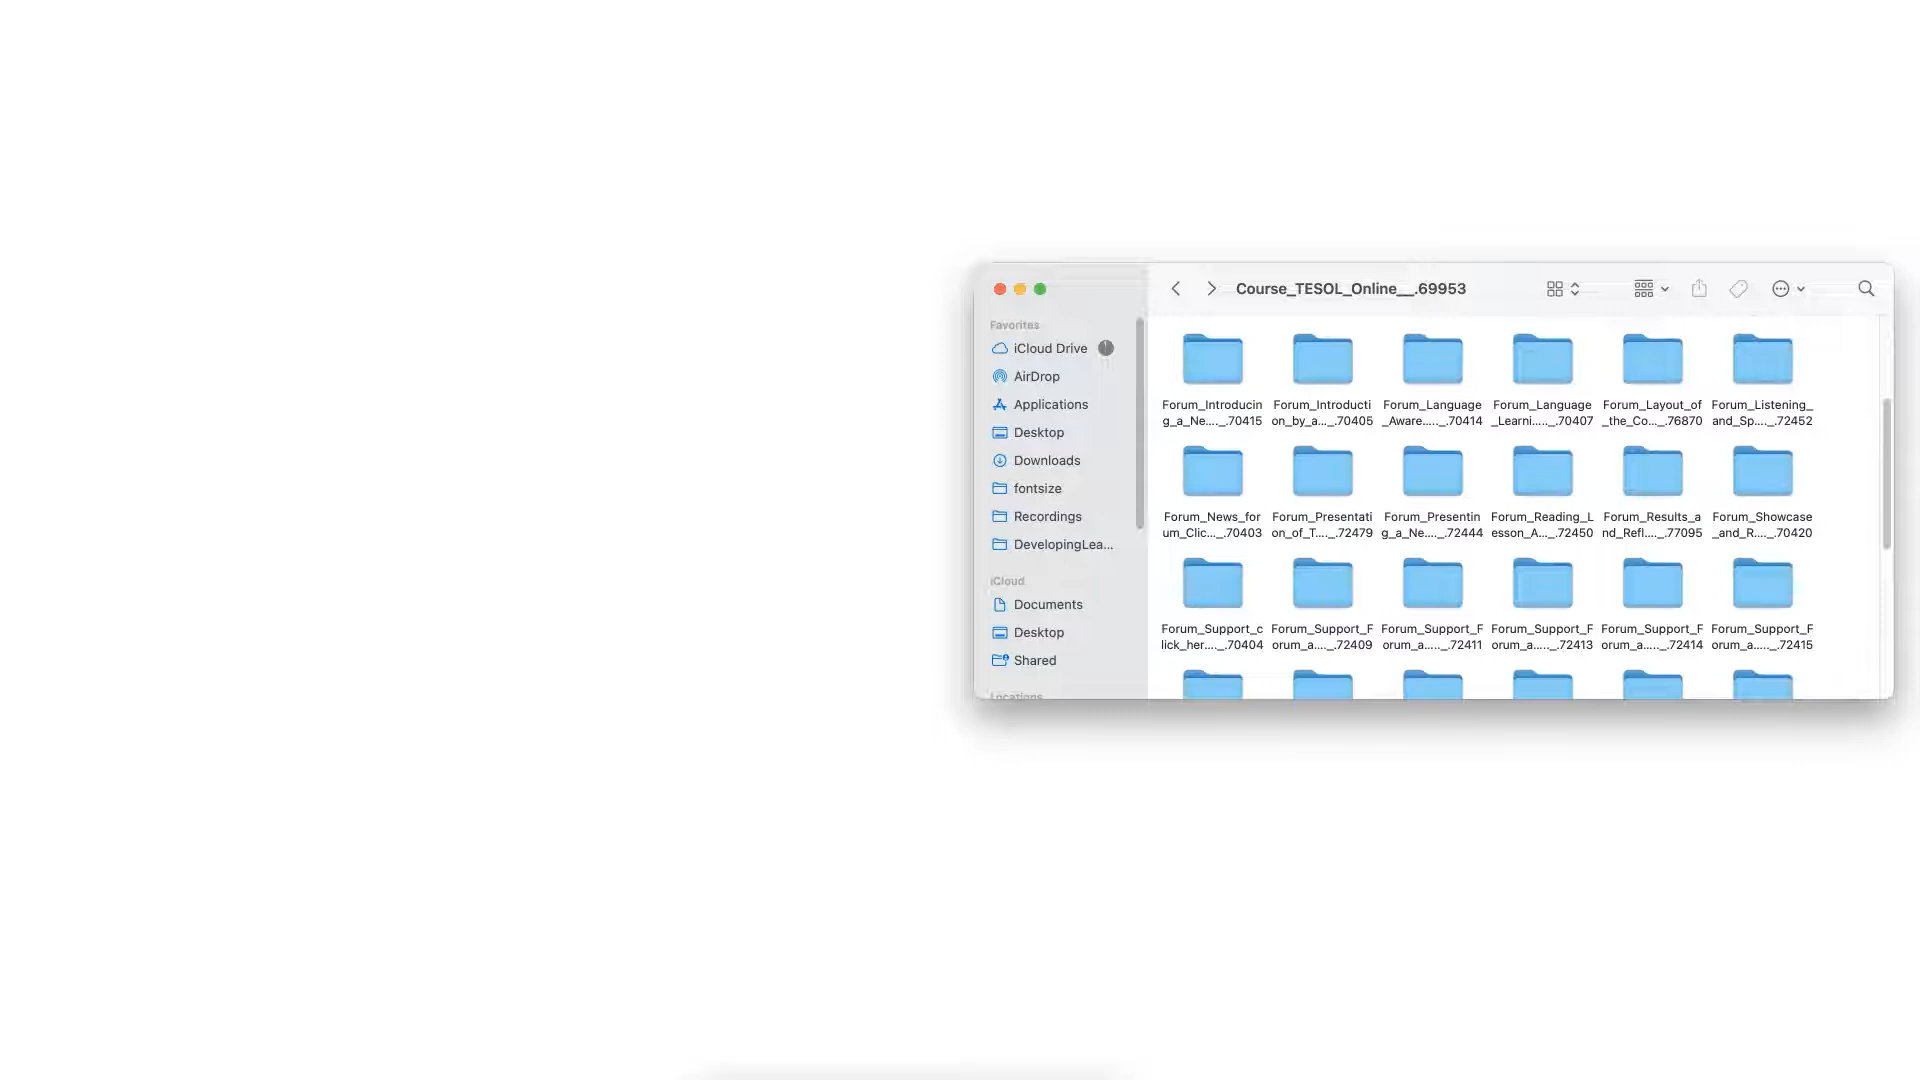 Course_TESOL_Online__.69953
Favorites
iCloud Drive
AirDrop
Applications
Desktop
Downloads
fontsize
Recordings
DevelopingLea...
iCloud
Documents
Desktop
Shared
Locations
Forum_Introducin
g_a_Ne...._.70415
Forum_Introducti
on_by_a..._.70405
Forum_Language
_Aware...._.70414
Forum_Language
_Learni....._.70407
Forum_Layout_of
_the_Co..._.76870
Forum_Listening_
and_Sp...._.72452
Forum_News_for
um_Clic..._.70403
Forum_Presentati
on_of_T...._.72479
Forum_Presentin
g_a_Ne...._.72444
Forum_Reading_L
esson_A..._.72450
Forum_Results_a
nd_Refl...._.77095
Forum_Showcase
_and_R...._.70420
Forum_Support_c
lick_her...._.70404
Forum_Support_F
orum_a...._.72409
Forum_Support_F
orum_a....._.72411
Forum_Support_F
orum_a....._.72413
Forum_Support_F
orum_a....._.72414
Forum_Support_F
orum_a....._.72415